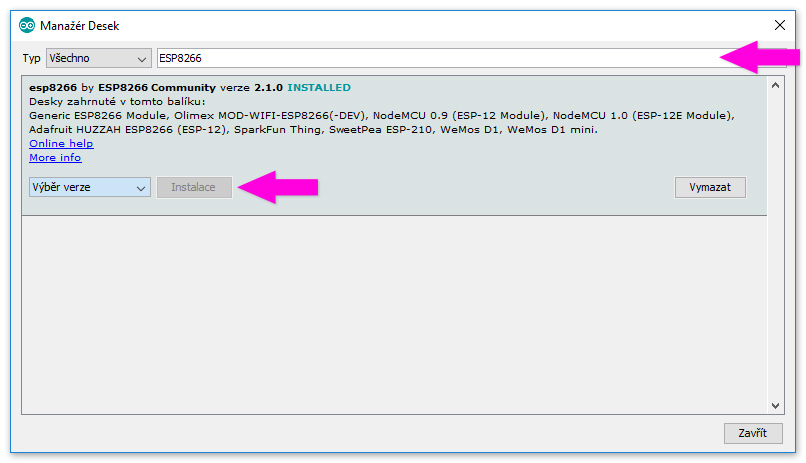 Manažér Desek
Typ Všechno ESP8266
esp8266 by ESP8266 Community verze 2.1.0 INSTALLED
Desky zahrnuté v tomto balíku:
Generic ESP8266 Module, Olimex MOD-WIFI-ESP8266(-DEV), NodeMCU 0.9 (ESP-12 Module), NodeMCU 1.0 (ESP-12E Module),
Adafruit HUZZAH ESP8266 (ESP-12), SparkFun Thing, SweetPea ESP-210, WeMos D1, WeMos D1 mini.
Online help
More info
Výběr verze Instalace Vymazat
Zavřít